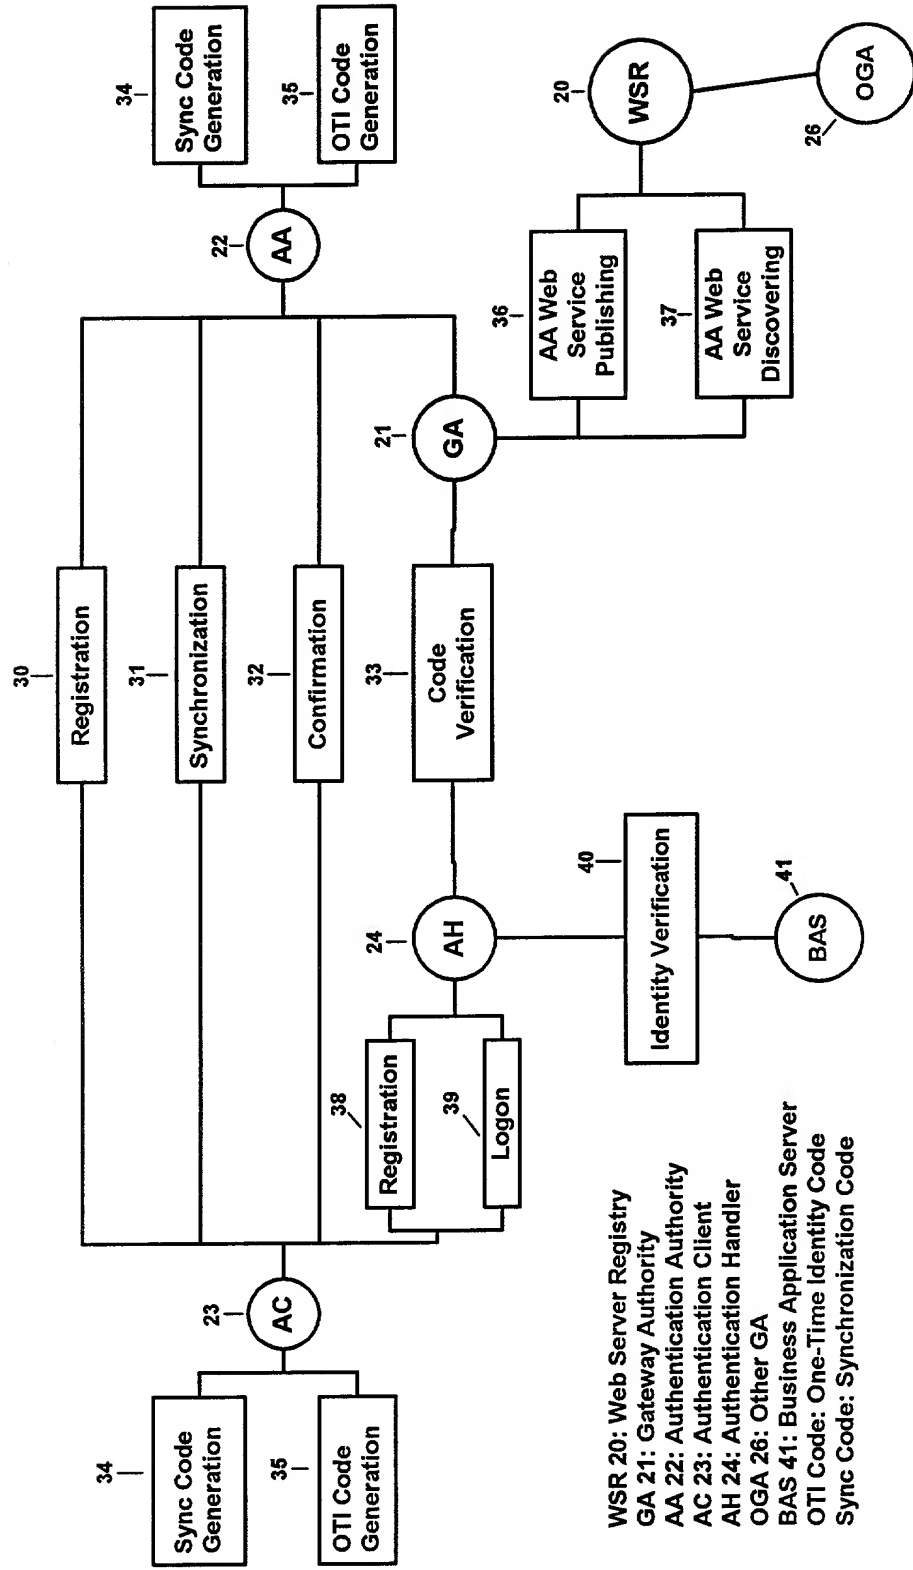 34
Sync Code
Generation
35
OTI Code
Generation
23
AC
30
Registration
31
Synchronization
32
Confirmation
22
AA
34
Sync Code
Generation
35
OTI Code
Generation
38
Registration
39
Logon
24
AH
33
Code
Verification
21
GA
36
AA Web
Service
Publishing
37
AA Web
Service
Discovering
20
WSR
26
OGA
40
Identity Verification
41
BAS
WSR 20: Web Server Registry
GA 21: Gateway Authority
AA 22: Authentication Authority
AC 23: Authentication Client
AH 24: Authentication Handler
OGA 26: Other GA
BAS 41: Business Application Server
OTI Code: One-Time Identity Code
Sync Code: Synchronization Code